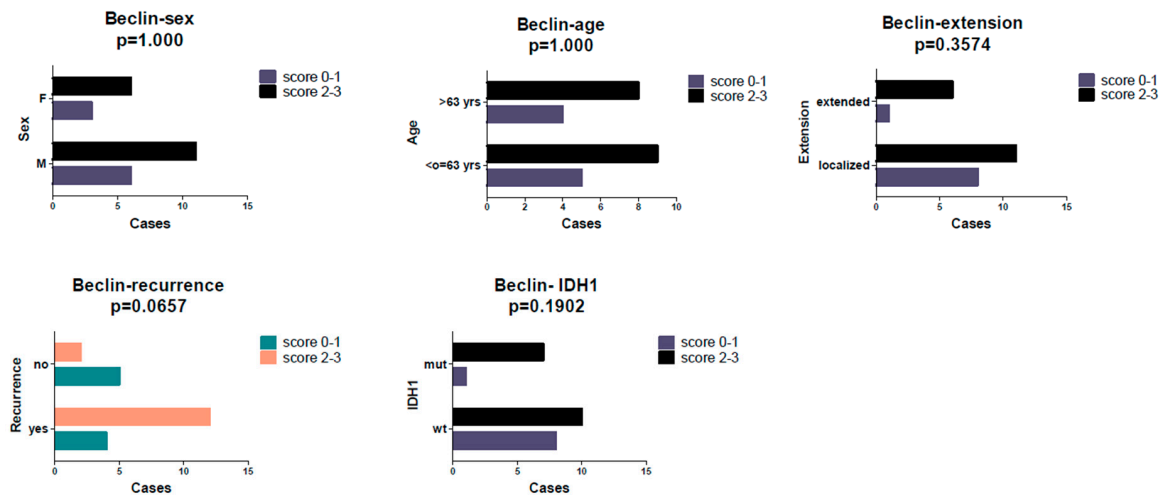 Beclin-sex
p=1.000
score 0-1
score 2-3
F
M
Sex
0
5
10
15
Cases
Beclin-age
p=1.000
score 0-1
score 2-3
>63 yrs
<o=63 yrs
Age
0
2
4
6
8
10
Cases
Beclin-extension
p=0.3574
score 0-1
score 2-3
extended
localized
Extension
0
5
10
15
Cases
Beclin-recurrence
p=0.0657
score 0-1
score 2-3
no
yes
Recurrence
0
5
10
15
Cases
Beclin- IDH1
p=0.1902
score 0-1
score 2-3
mut
wt
IDH1
0
5
10
15
Cases